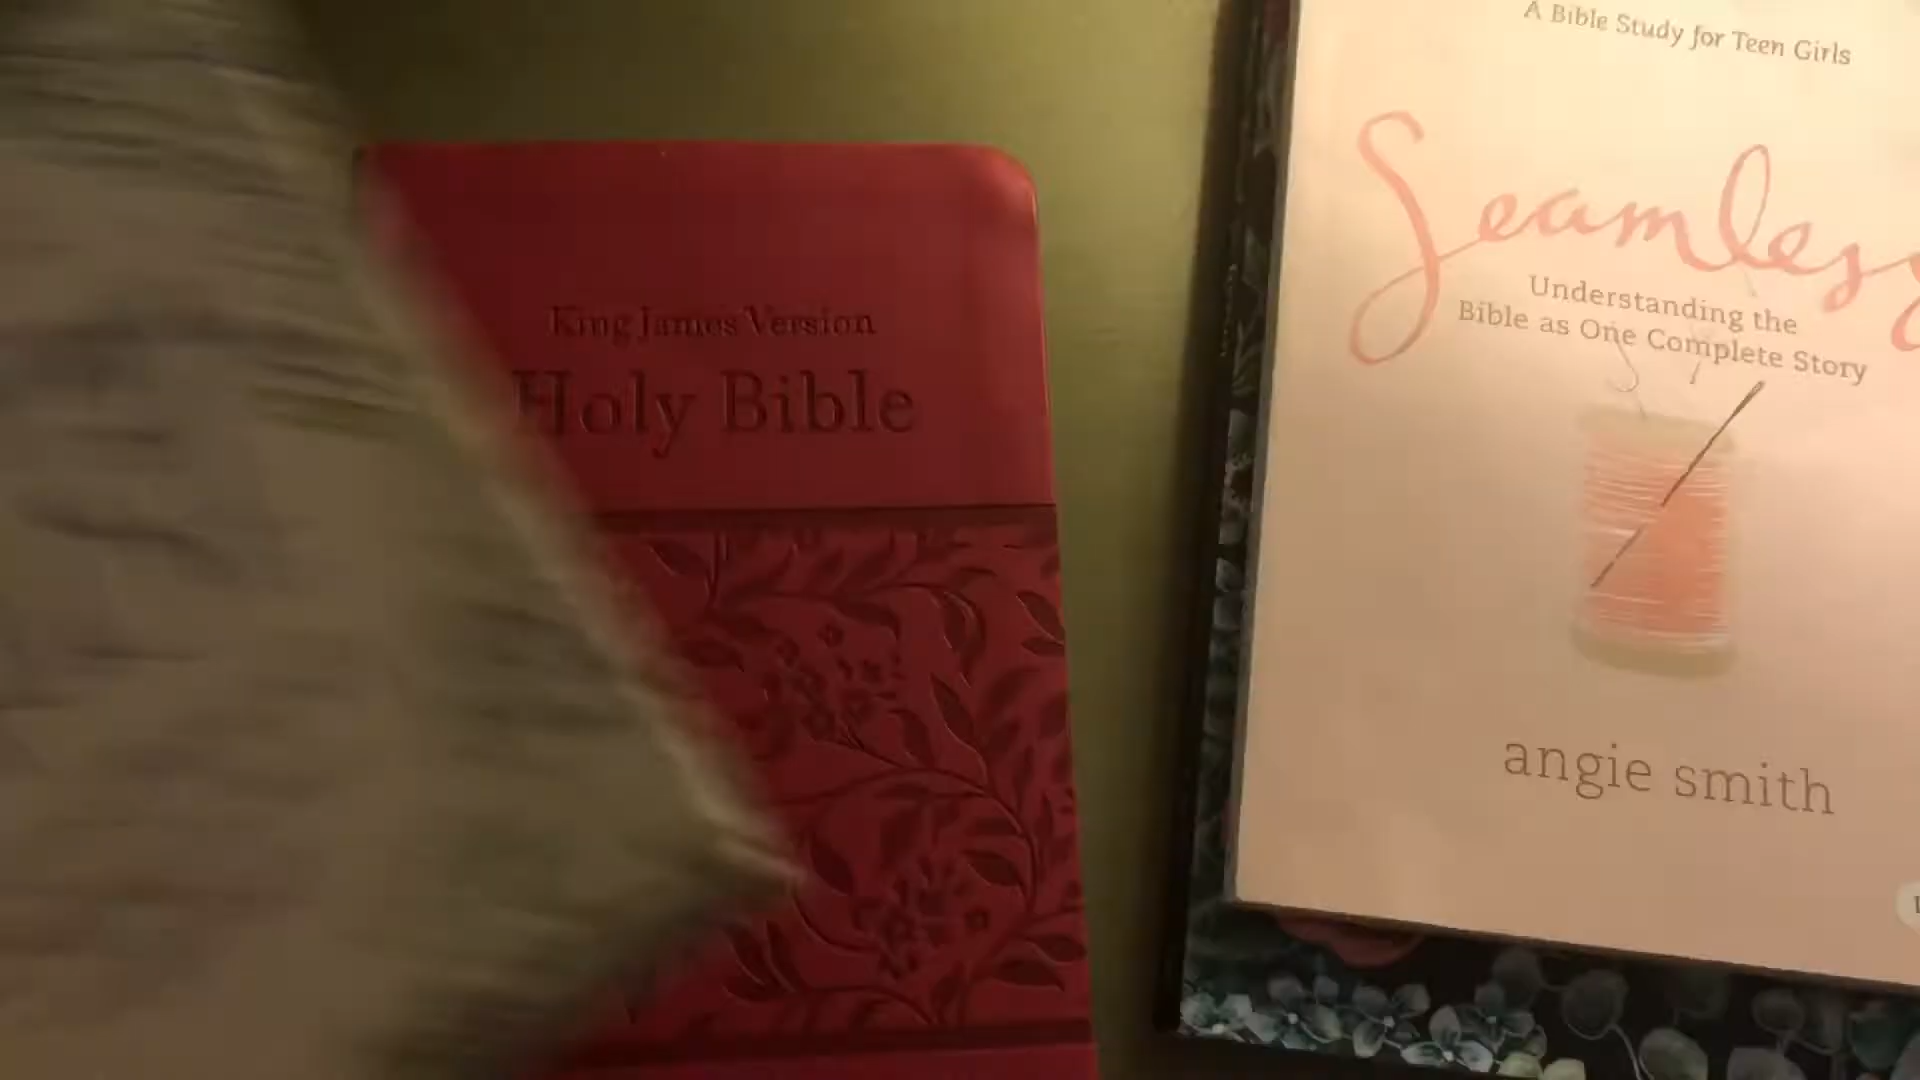 King James Version
Holy Bible
A Bible Study for Teen Girls
Seamless
Understanding the
Bible as One Complete Story
angie smith